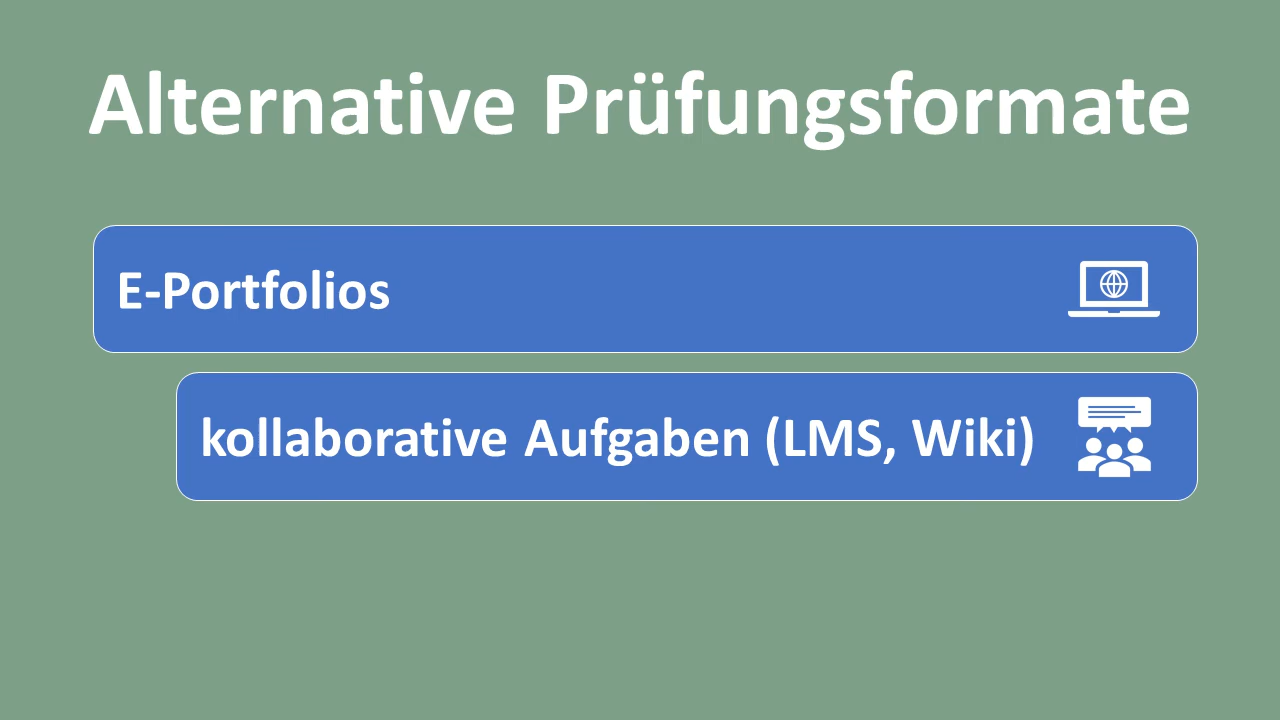 Alternative Prüfungsformate
E-Portfolios
kollaborative Aufgaben (LMS, Wiki)